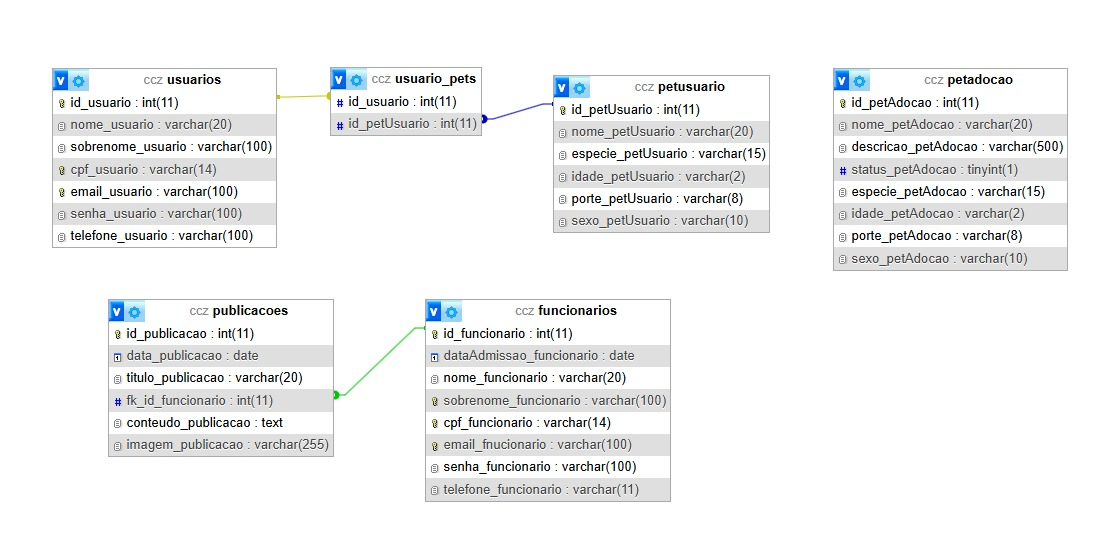 v ccz usuarios
id_usuario : int(11)
nome_usuario : varchar(20)
sobrenome_usuario : varchar(100)
cpf_usuario : varchar(14)
email_usuario : varchar(100)
senha_usuario : varchar(100)
telefone_usuario : varchar(100)
v ccz usuario_pets
# id_usuario : int(11)
# id_petUsuario : int(11)
v ccz petusuario
id_petUsuario : int(11)
nome_petUsuario : varchar(20)
especie_petUsuario : varchar(15)
idade_petUsuario : varchar(2)
porte_petUsuario : varchar(8)
sexo_petUsuario : varchar(10)
v ccz petadocao
id_petAdocao : int(11)
nome_petAdocao : varchar(20)
descricao_petAdocao : varchar(500)
# status_petAdocao : tinyint(1)
especie_petAdocao : varchar(15)
idade_petAdocao : varchar(2)
porte_petAdocao : varchar(8)
sexo_petAdocao : varchar(10)
v ccz publicacoes
id_publicacao : int(11)
data_publicacao : date
titulo_publicacao : varchar(20)
# fk_id_funcionario : int(11)
conteudo_publicacao : text
imagem_publicacao : varchar(255)
v ccz funcionarios
id_funcionario : int(11)
dataAdmissao_funcionario : date
nome_funcionario : varchar(20)
sobrenome_funcionario : varchar(100)
cpf_funcionario : varchar(14)
email_fnucionario : varchar(100)
senha_funcionario : varchar(100)
telefone_funcionario : varchar(11)